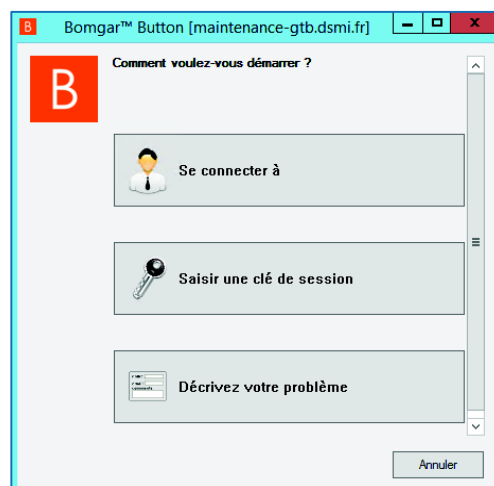 B Bomgar™ Button [maintenance-gtb.dsmi.fr]
B
Comment voulez-vous démarrer ?
Se connecter à
Saisir une clé de session
Décrivez votre problème
Annuler